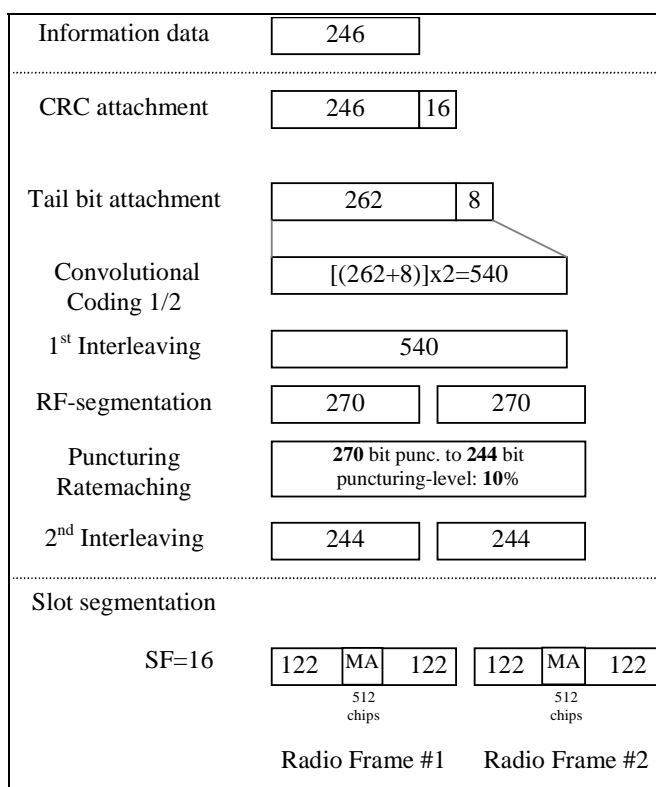 Information data 246
CRC attachment 246 16
Tail bit attachment 262 8
Convolutional
Coding 1/2
[(262+8)]x2=540
1st Interleaving 540
RF-segmentation 270 270
Puncturing
Ratemaching
270 bit punc. to 244 bit
puncturing-level: 10%
2nd Interleaving 244 244
Slot segmentation
SF=16 122 MA 122 122 MA 122
512 512
chips chips
Radio Frame #1 Radio Frame #2